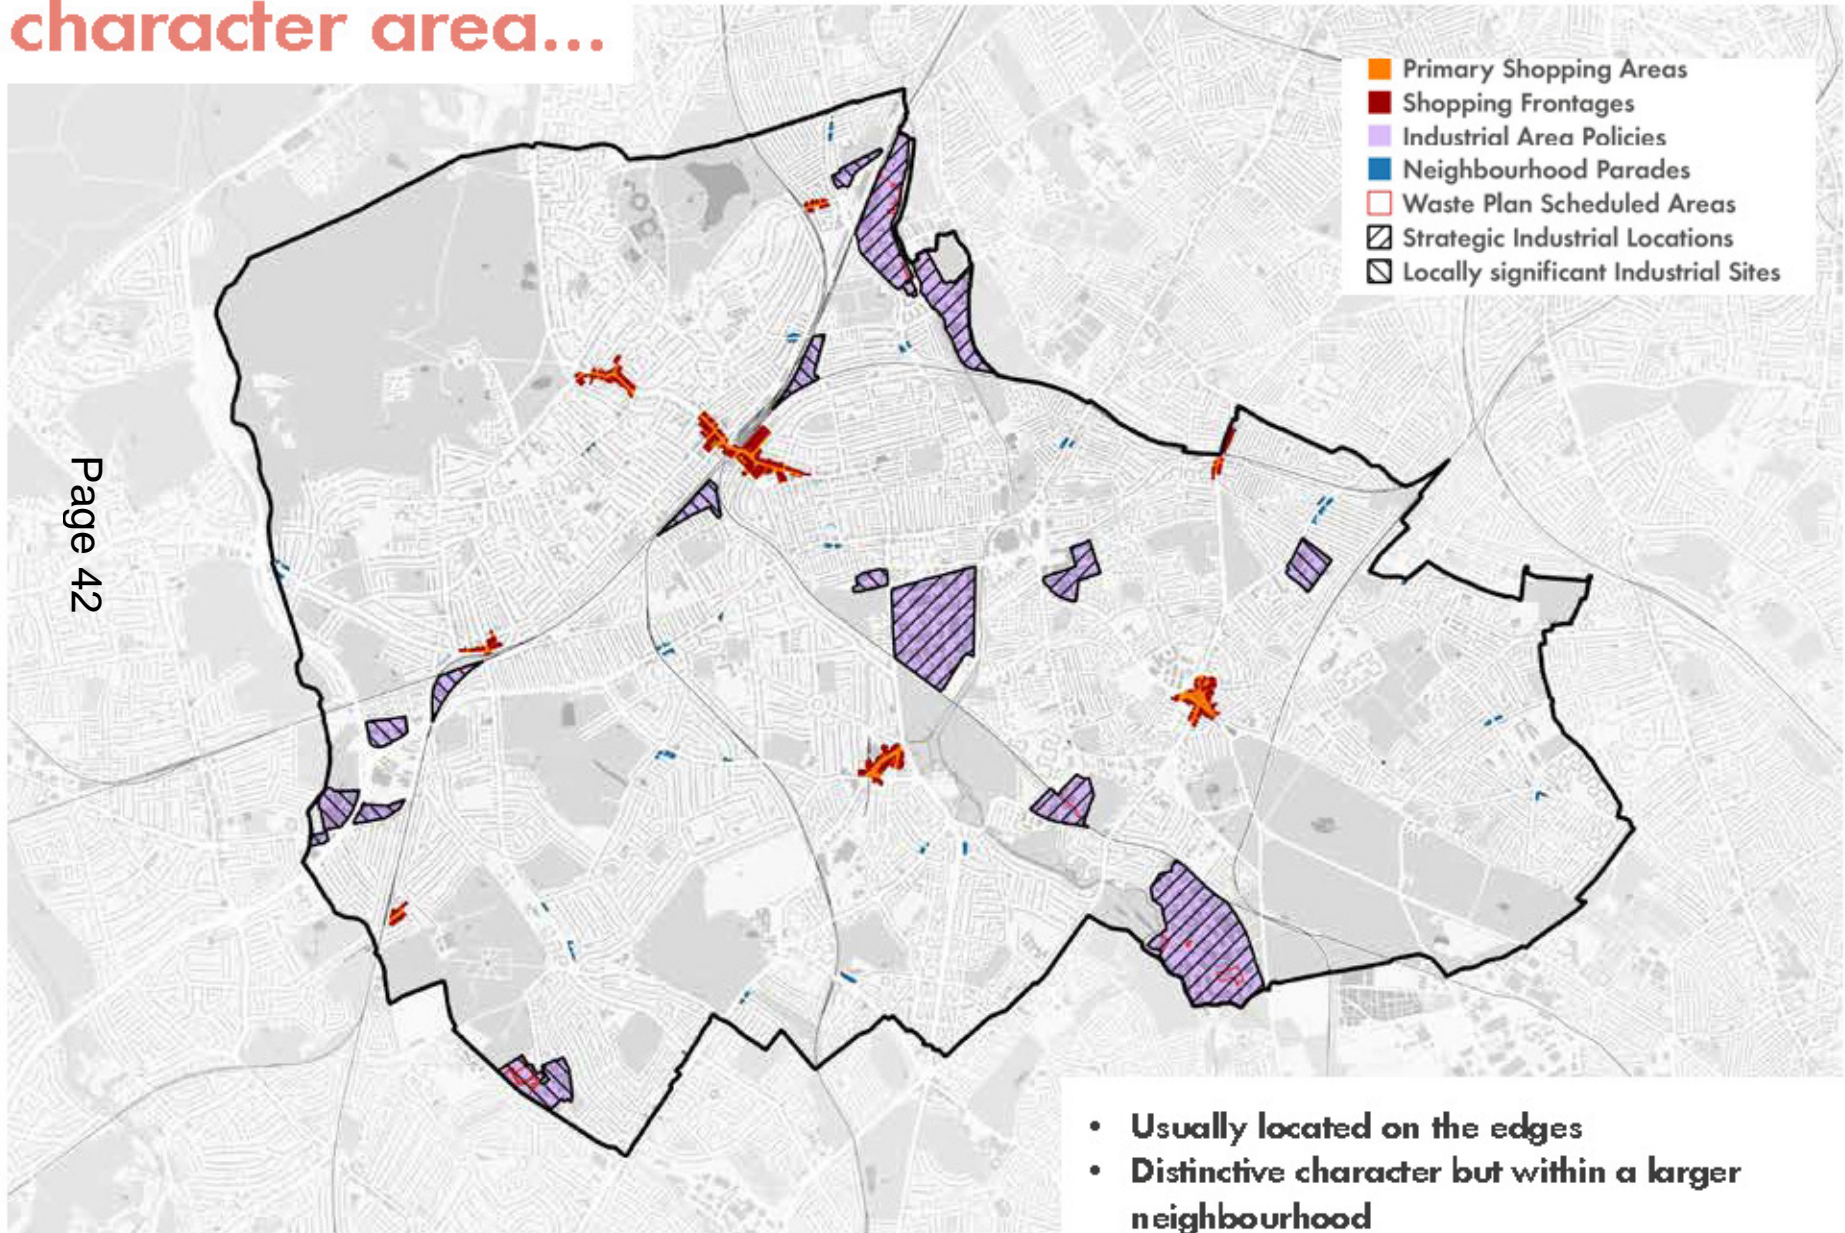 character area...
Primary Shopping Areas
Shopping Frontages
Industrial Area Policies
Neighbourhood Parades
Waste Plan Scheduled Areas
Strategic Industrial Locations
Locally significant Industrial Sites
Page 42
• Usually located on the edges
• Distinctive character but within a larger
neighbourhood